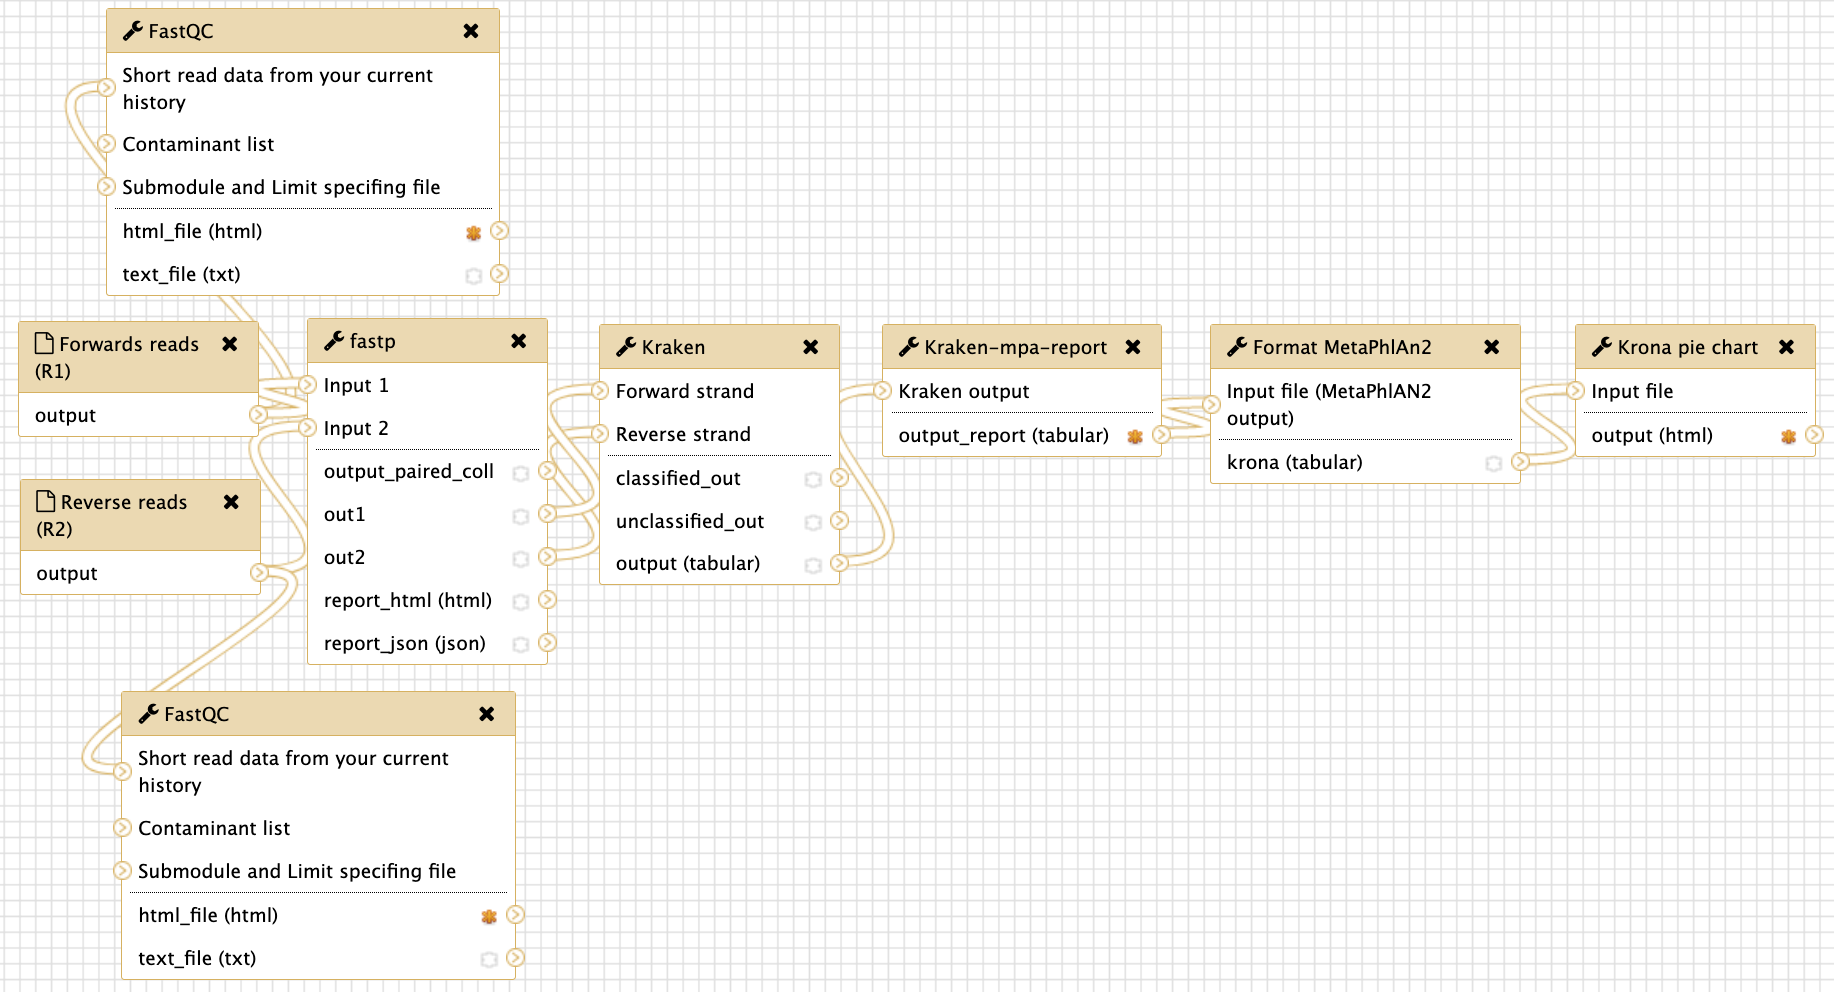 FastQC
Short read data from your current
history
Contaminant list
Submodule and Limit specifing file
html_file (html)
text_file (txt)
Forwards reads
(R1)
output
Reverse reads
(R2)
output
fastp
Input 1
Input 2
output_paired_coll
out1
out2
report_html (html)
report_json (json)
Kraken
Forward strand
Reverse strand
classified_out
unclassified_out
output (tabular)
Kraken-mpa-report
Kraken output
output_report (tabular)
Format MetaPhlAn2
Input file (MetaPhlAN2
output)
krona (tabular)
Krona pie chart
Input file
output (html)
FastQC
Short read data from your current
history
Contaminant list
Submodule and Limit specifing file
html_file (html)
text_file (txt)